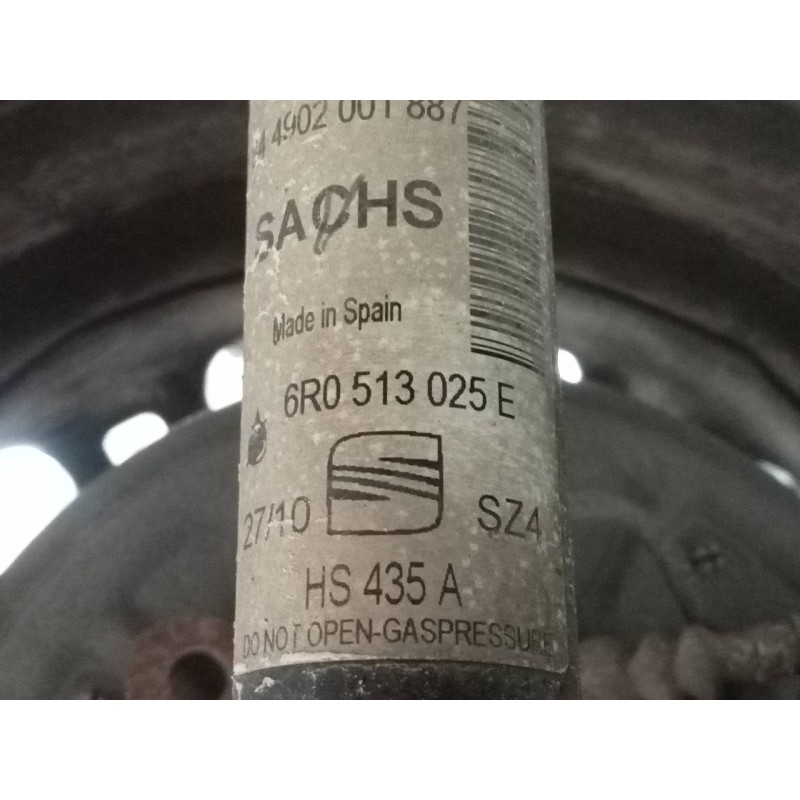 4902 001 887
SACHS
Made in Spain
6R0 513 025 E
27/10 SZ4
HS 435 A
DO NOT OPEN-GASPRESSURE